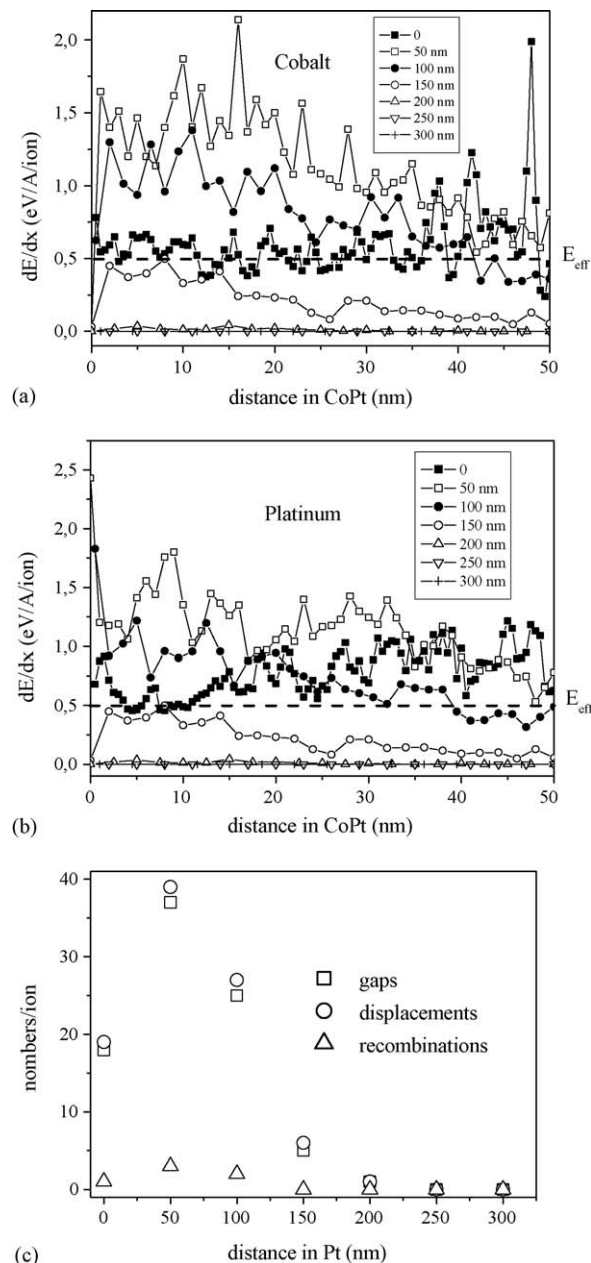 2,0
1,5
1,0
0,5
0,0
dE/dx (eV/A/ion)
Cobalt
0
50 nm
100 nm
150 nm
200 nm
250 nm
300 nm
E_eff
0 10 20 30 40 50
distance in CoPt (nm)
(a)
2,5
2,0
1,5
1,0
0,5
0,0
dE/dx (eV/A/ion)
Platinum
0
50 nm
100 nm
150 nm
200 nm
250 nm
300 nm
E_eff
0 10 20 30 40 50
distance in CoPt (nm)
(b)
40
30
20
10
0
nombers/ion
gaps
displacements
recombinations
0 50 100 150 200 250 300
distance in Pt (nm)
(c)